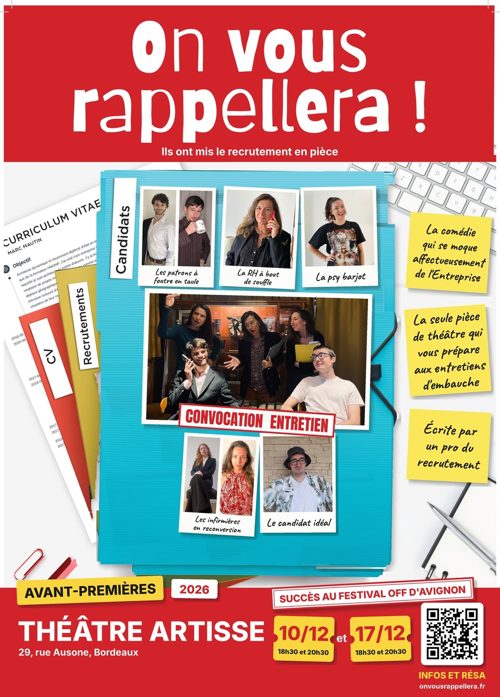 On vous
rappellera !
Ils ont mis le recrutement en pièce
CURRICULUM VITAE
MARC MAUTIN
Objectif
CV
Recrutements
Candidats
Les patrons à
foutre en taule
La RH à bout
de souffle
La psy barjot
CONVOCATION ENTRETIEN
Les infirmières
en reconversion
Le candidat idéal
La comédie
qui se moque
affectueusement
de l'Entreprise
La seule pièce
de théâtre qui
vous prépare
aux entretiens
d'embauche
Écrite par
un pro du
recrutement
AVANT-PREMIÈRES
2026
SUCCÈS AU FESTIVAL OFF D'AVIGNON
THÉÂTRE ARTISSE
29, rue Ausone, Bordeaux
10/12 et 17/12
18h30 et 20h30 18h30 et 20h30
INFOS ET RÉSA
onvousrappellera.fr